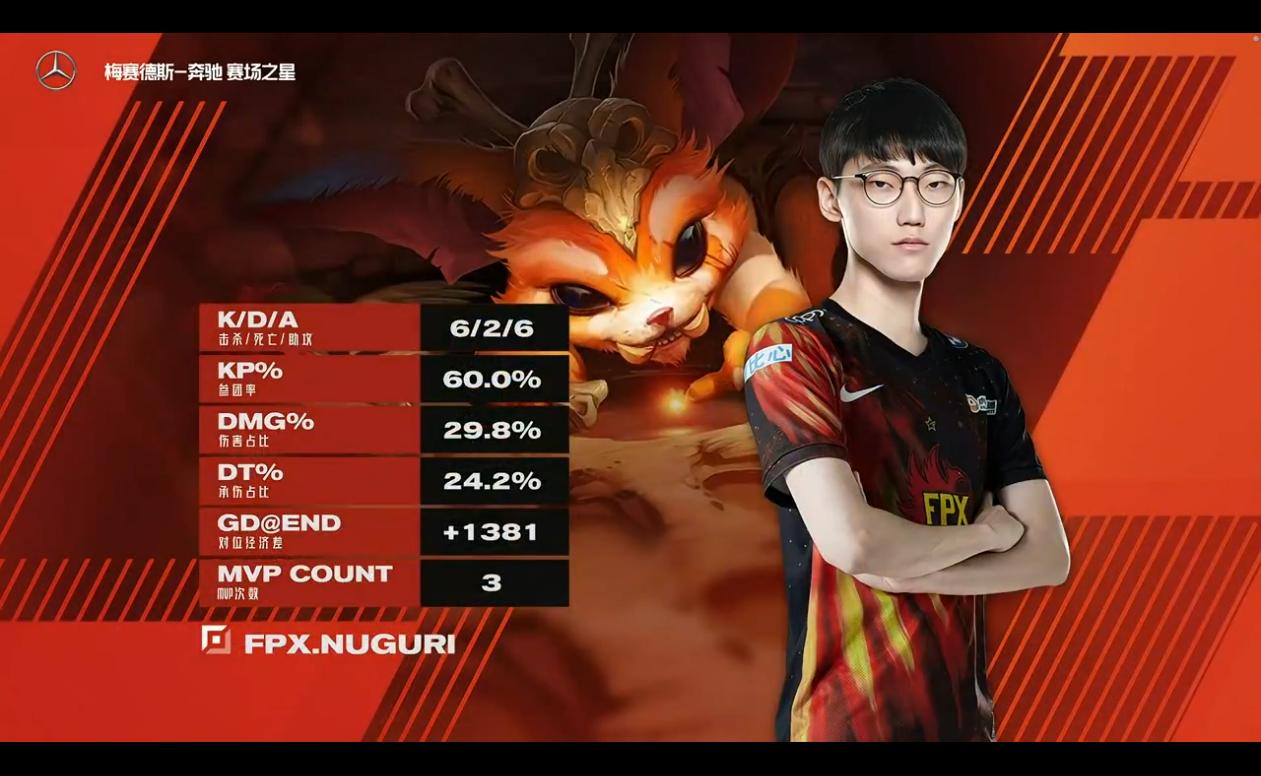 梅赛德斯-奔驰 赛场之星
K/D/A
击杀/死亡/助攻
6/2/6
KP%
参团率
60.0%
DMG%
伤害占比
29.8%
DT%
承伤占比
24.2%
GD@END
对位经济差
+1381
MVP COUNT
MVP次数
3
FPX.NUGURI
比心
FPX